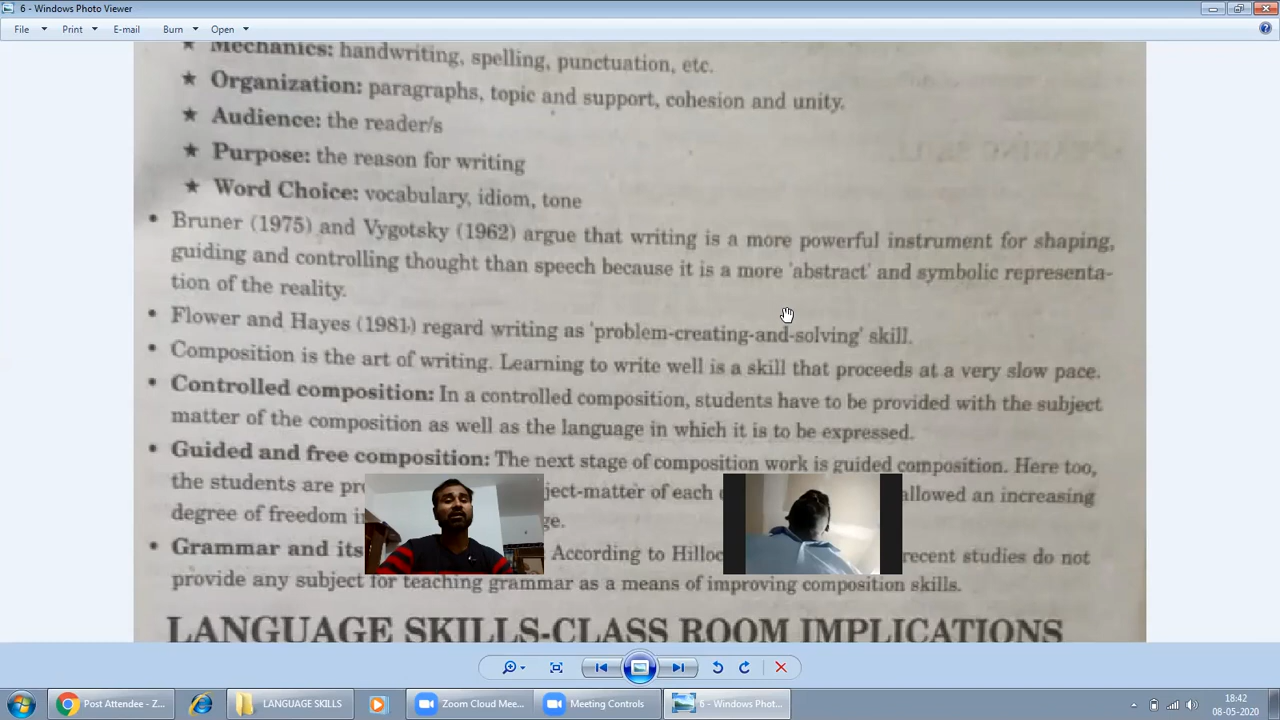 6 - Windows Photo Viewer
File Print E-mail Burn Open
★ Mechanics: handwriting, spelling, punctuation, etc.
★ Organization: paragraphs, topic and support, cohesion and unity.
★ Audience: the reader/s
★ Purpose: the reason for writing
★ Word Choice: vocabulary, idiom, tone
• Bruner (1975) and Vygotsky (1962) argue that writing is a more powerful instrument for shaping,
guiding and controlling thought than speech because it is a more 'abstract' and symbolic representa-
tion of the reality.
• Flower and Hayes (1981) regard writing as 'problem-creating-and-solving' skill.
• Composition is the art of writing. Learning to write well is a skill that proceeds at a very slow pace.
• Controlled composition: In a controlled composition, students have to be provided with the subject
matter of the composition as well as the language in which it is to be expressed.
• Guided and free composition: The next stage of composition work is guided composition. Here too,
the students are of each allowed an increasing
degree of freedom
• Grammar and its According to recent studies do not
provide any subject for teaching grammar as a means of improving composition skills.
LANGUAGE SKILLS-CLASS ROOM IMPLICATIONS
Post Attendee - Z... LANGUAGE SKILLS Zoom Cloud Mee... Meeting Controls 6 - Windows Phot... 18:42
08-05-2020